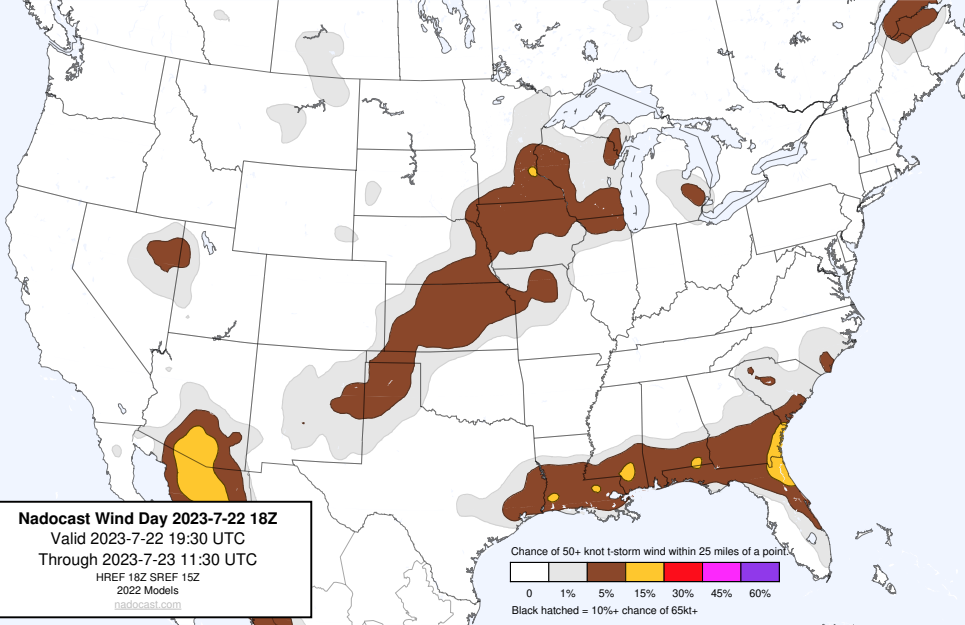 Nadocast Wind Day 2023-7-22 18Z
Valid 2023-7-22 19:30 UTC
Through 2023-7-23 11:30 UTC
HREF 18Z SREF 15Z
2022 Models
nadocast.com
Chance of 50+ knot t-storm wind within 25 miles of a point.
0 1% 5% 15% 30% 45% 60%
Black hatched = 10%+ chance of 65kt+